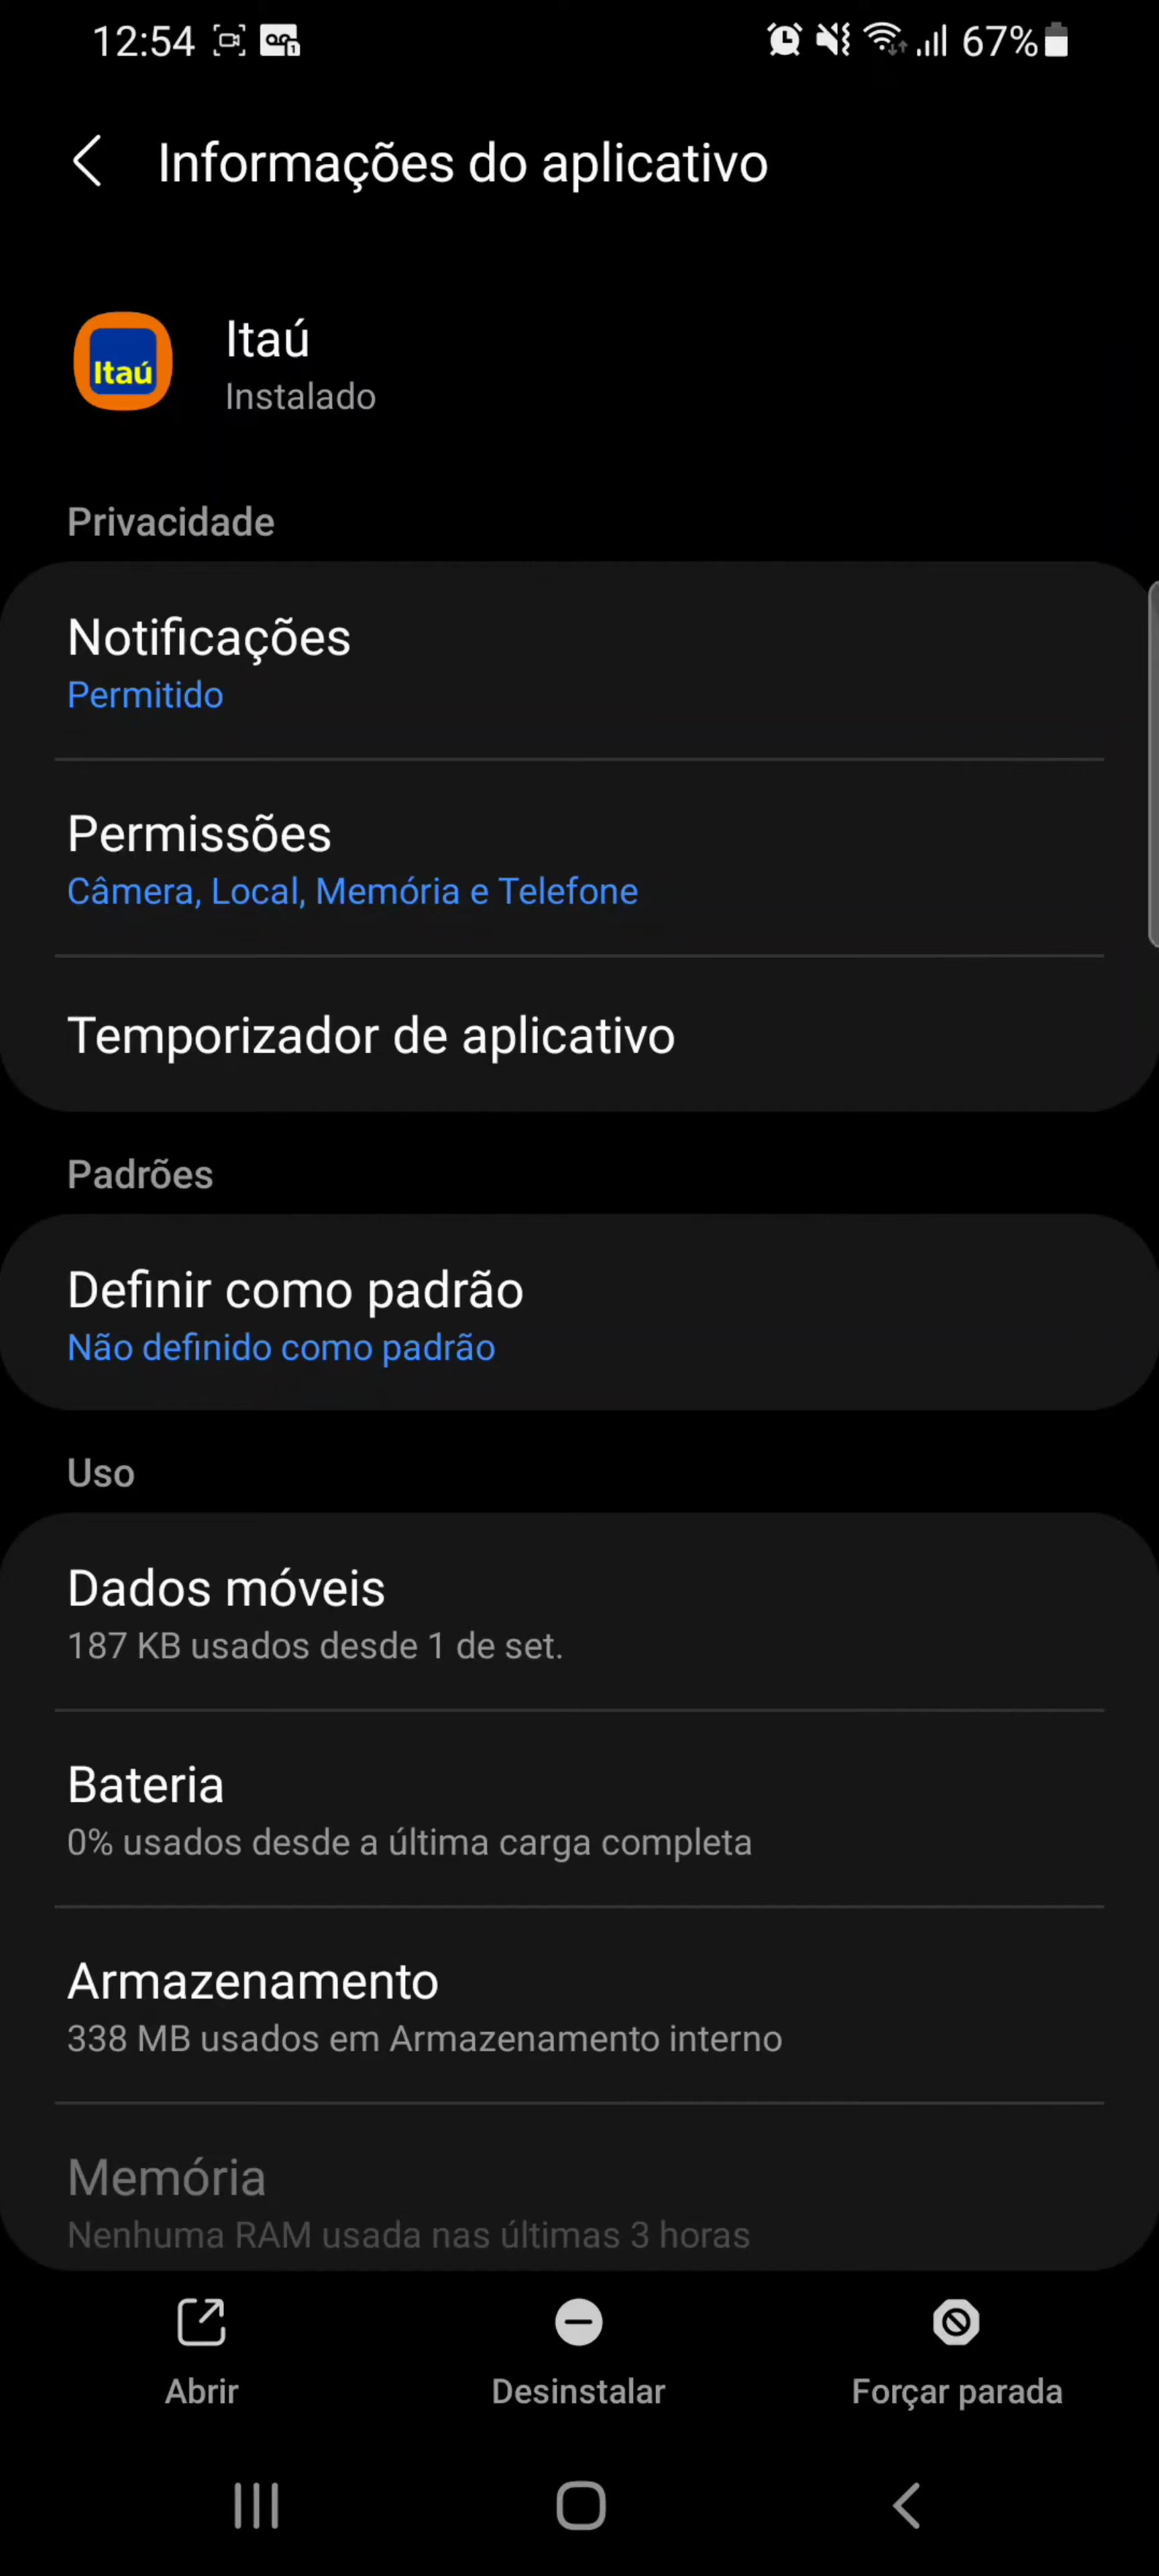 12:54
67%
Informações do aplicativo
Itaú
Itaú
Instalado
Privacidade
Notificações
Permitido
Permissões
Câmera, Local, Memória e Telefone
Temporizador de aplicativo
Padrões
Definir como padrão
Não definido como padrão
Uso
Dados móveis
187 KB usados desde 1 de set.
Bateria
0% usados desde a última carga completa
Armazenamento
338 MB usados em Armazenamento interno
Memória
Nenhuma RAM usada nas últimas 3 horas
Abrir
Desinstalar
Forçar parada